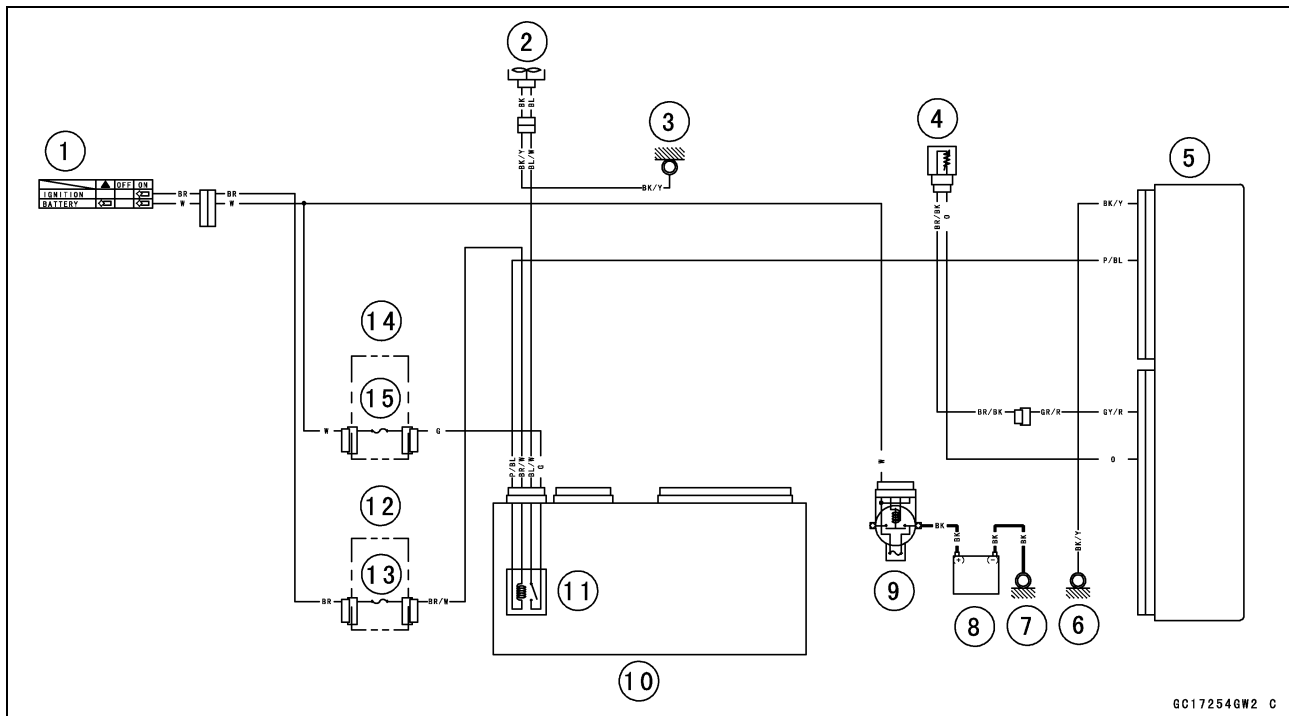 2
BK
BL
1
3
4
5
▲ OFF ON
IGNITION
BATTERY
BR
BR
W
W
BK/Y
BL/W
BK/Y
BR/BK
O
BK/Y
P/BL
14
15
W
G
BR/BK
GR/R
GY/R
O
P/BL
BR/W
BL/W
G
W
12
13
BR
BR/W
11
BK
BK
(+)
(-)
BK
BK
BK/Y
9
8
7
6
10
GC17254GW2 C